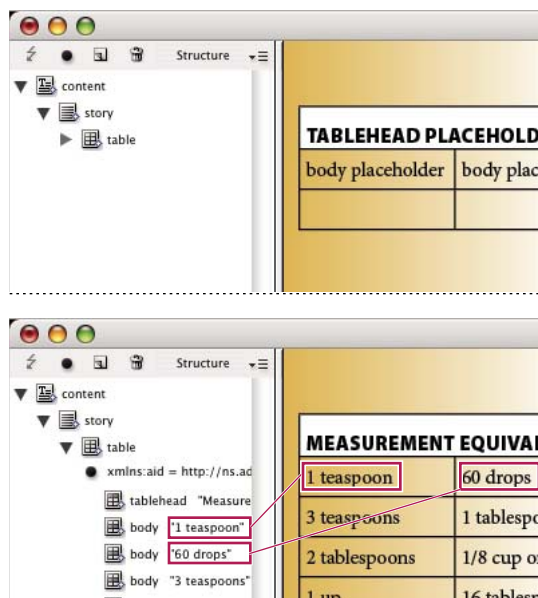 Structure
content
story
table
TABLEHEAD PLACEHOLD
body placeholder body plac
Structure
content
story
table
xmlns:aid = http://ns.ad
tablehead "Measure
body "1 teaspoon"
body "60 drops"
body "3 teaspoons"
MEASUREMENT EQUIVA
1 teaspoon 60 drops
3 teaspoons 1 tablespo
2 tablespoons 1/8 cup o
1 up 16 tablesp